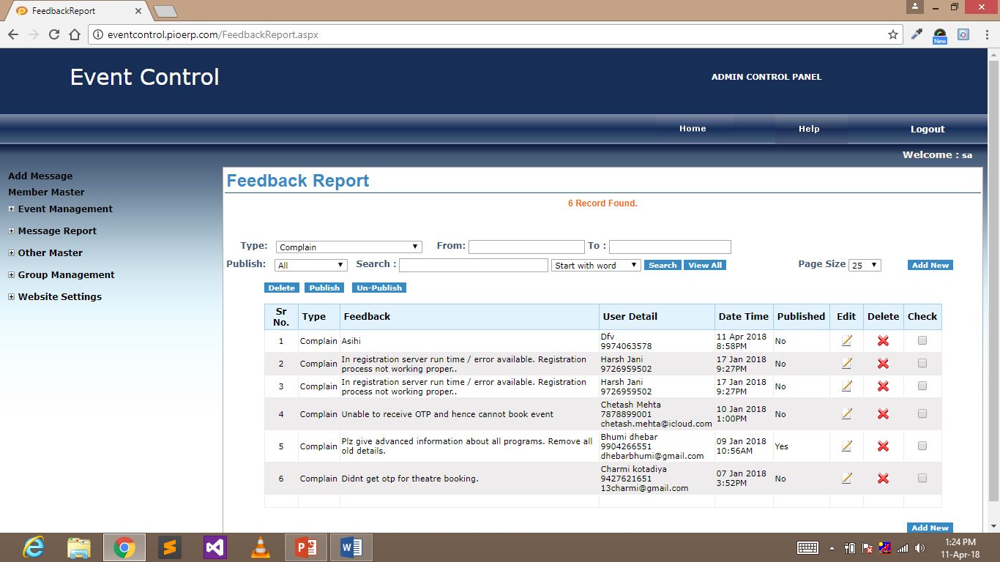 FeedbackReport
eventcontrol.pioerp.com/FeedbackReport.aspx
New
Event Control
ADMIN CONTROL PANEL
Home Help Logout
Welcome : sa
Add Message
Member Master
Event Management
Message Report
Other Master
Group Management
Website Settings
Feedback Report
6 Record Found.
Type: Complain From: To :
Publish: All Search : Start with word Search View All Page Size 25 Add New
Delete Publish Un-Publish
Sr No. Type Feedback User Detail Date Time Published Edit Delete Check
1 Complain Asihi Dfv 11 Apr 2018 No
9974063578 8:58PM
2 Complain In registration server run time / error available. Registration Harsh Jani 17 Jan 2018 No
process not working proper.. 9726959502 9:27PM
3 Complain In registration server run time / error available. Registration Harsh Jani 17 Jan 2018 No
process not working proper.. 9726959502 9:27PM
4 Complain Unable to receive OTP and hence cannot book event Chetash Mehta 10 Jan 2018 No
7878899001 1:00PM
chetash.mehta@icloud.com
5 Complain Plz give advanced information about all programs. Remove all Bhumi dhebar 09 Jan 2018 Yes
old details. 9904266551 10:56AM
dhebarbhumi@gmail.com
6 Complain Didnt get otp for theatre booking. Charmi kotadiya 07 Jan 2018 No
9427621651 3:52PM
13charmi@gmail.com
Add New
1:24 PM
11-Apr-18